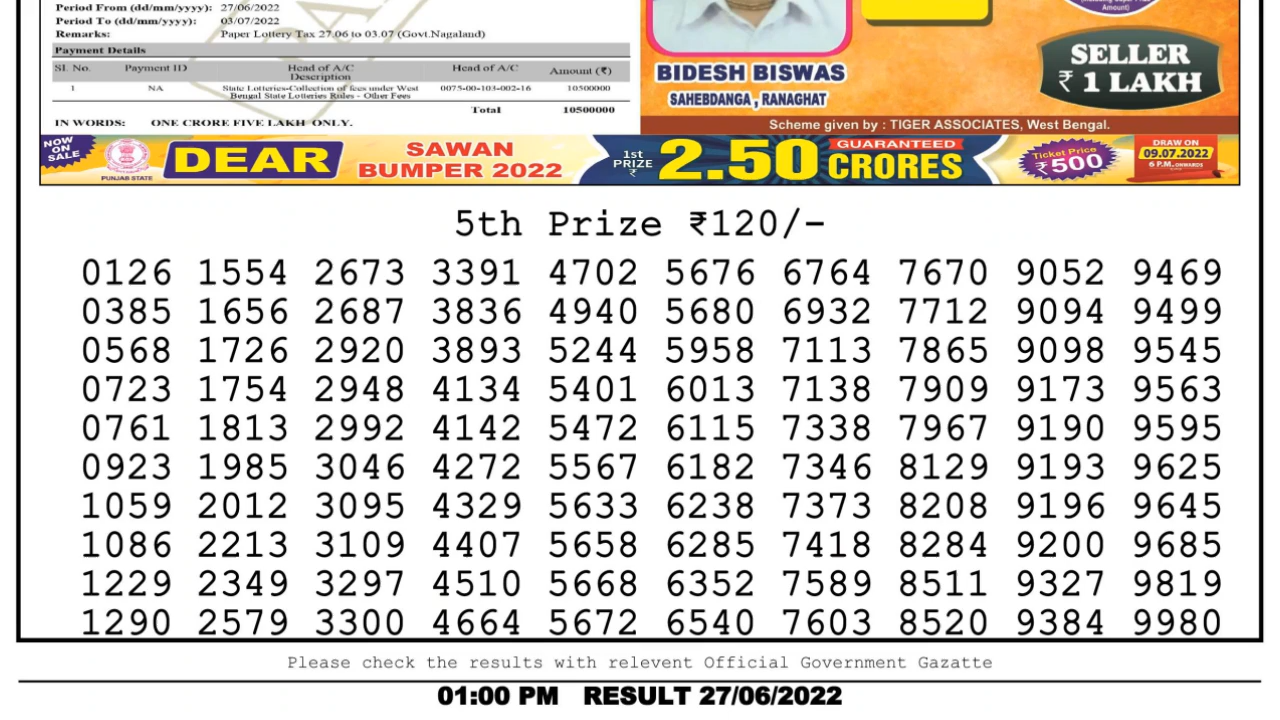 Period From (dd/mm/yyyy): 27/06/2022
Period To (dd/mm/yyyy): 03/07/2022
Remarks: Paper Lottery Tax 27.06 to 03.07 (Govt.Nagaland)
Payment Details
Sl. No. Payment ID Head of A/C Description Head of A/C Amount (₹)
1 NA State Lotteries-Collection of fees under West 0075-00-103-002-16 10500000
Bengal State Lotteries Rules - Other Fees
Total 10500000
IN WORDS: ONE CRORE FIVE LAKH ONLY.
Amount)
SELLER
₹ 1 LAKH
BIDESH BISWAS
SAHEBDANGA, RANAGHAT
Scheme given by : TIGER ASSOCIATES, West Bengal.
NOW ON SALE
PUNJAB STATE
DEAR
SAWAN
BUMPER 2022
1st PRIZE ₹
2.50
GUARANTEED
CRORES
Ticket Price
₹500
DRAW ON
09.07.2022
6 P.M. ONWARDS
5th Prize ₹120/-
0126 1554 2673 3391 4702 5676 6764 7670 9052 9469
0385 1656 2687 3836 4940 5680 6932 7712 9094 9499
0568 1726 2920 3893 5244 5958 7113 7865 9098 9545
0723 1754 2948 4134 5401 6013 7138 7909 9173 9563
0761 1813 2992 4142 5472 6115 7338 7967 9190 9595
0923 1985 3046 4272 5567 6182 7346 8129 9193 9625
1059 2012 3095 4329 5633 6238 7373 8208 9196 9645
1086 2213 3109 4407 5658 6285 7418 8284 9200 9685
1229 2349 3297 4510 5668 6352 7589 8511 9327 9819
1290 2579 3300 4664 5672 6540 7603 8520 9384 9980
Please check the results with relevent Official Government Gazatte
01:00 PM RESULT 27/06/2022